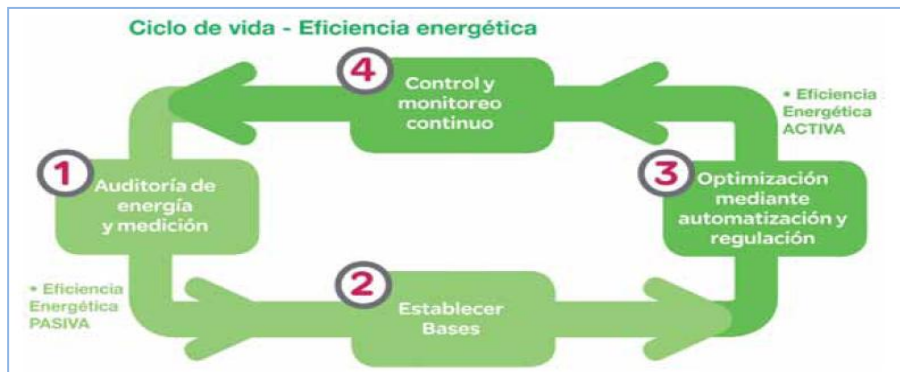 Ciclo de vida - Eficiencia energética
4
Control y
monitoreo
continuo
• Eficiencia
Energética
ACTIVA
1
Auditoría de
energía
y medición
3
Optimización
mediante
automatización y
regulación
• Eficiencia
Energética
PASIVA
2
Establecer
Bases